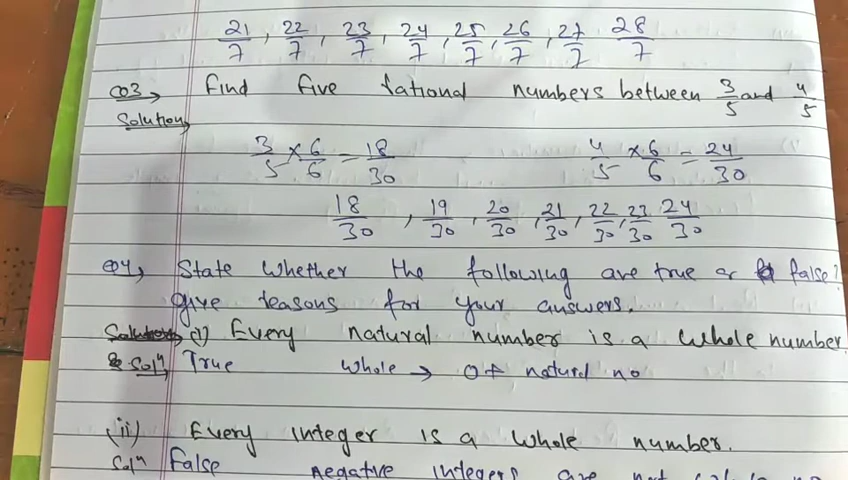 21/7, 22/7, 23/7, 24/7, 25/7, 26/7, 27/7 28/7
Q3→ Find five rational numbers between 3/5 and 4/5
Solution→
3/5 × 6/6 = 18/30 4/5 × 6/6 = 24/30
18/30, 19/30, 20/30, 21/30, 22/30, 23/30 24/30
Q4→ State whether the following are true or false?
give reasons for your answers.
(i) Every natural number is a whole number.
Solⁿ→ True whole → 0+ natural no
(ii) Every integer is a whole number.
Solⁿ False negative integers are not whole no